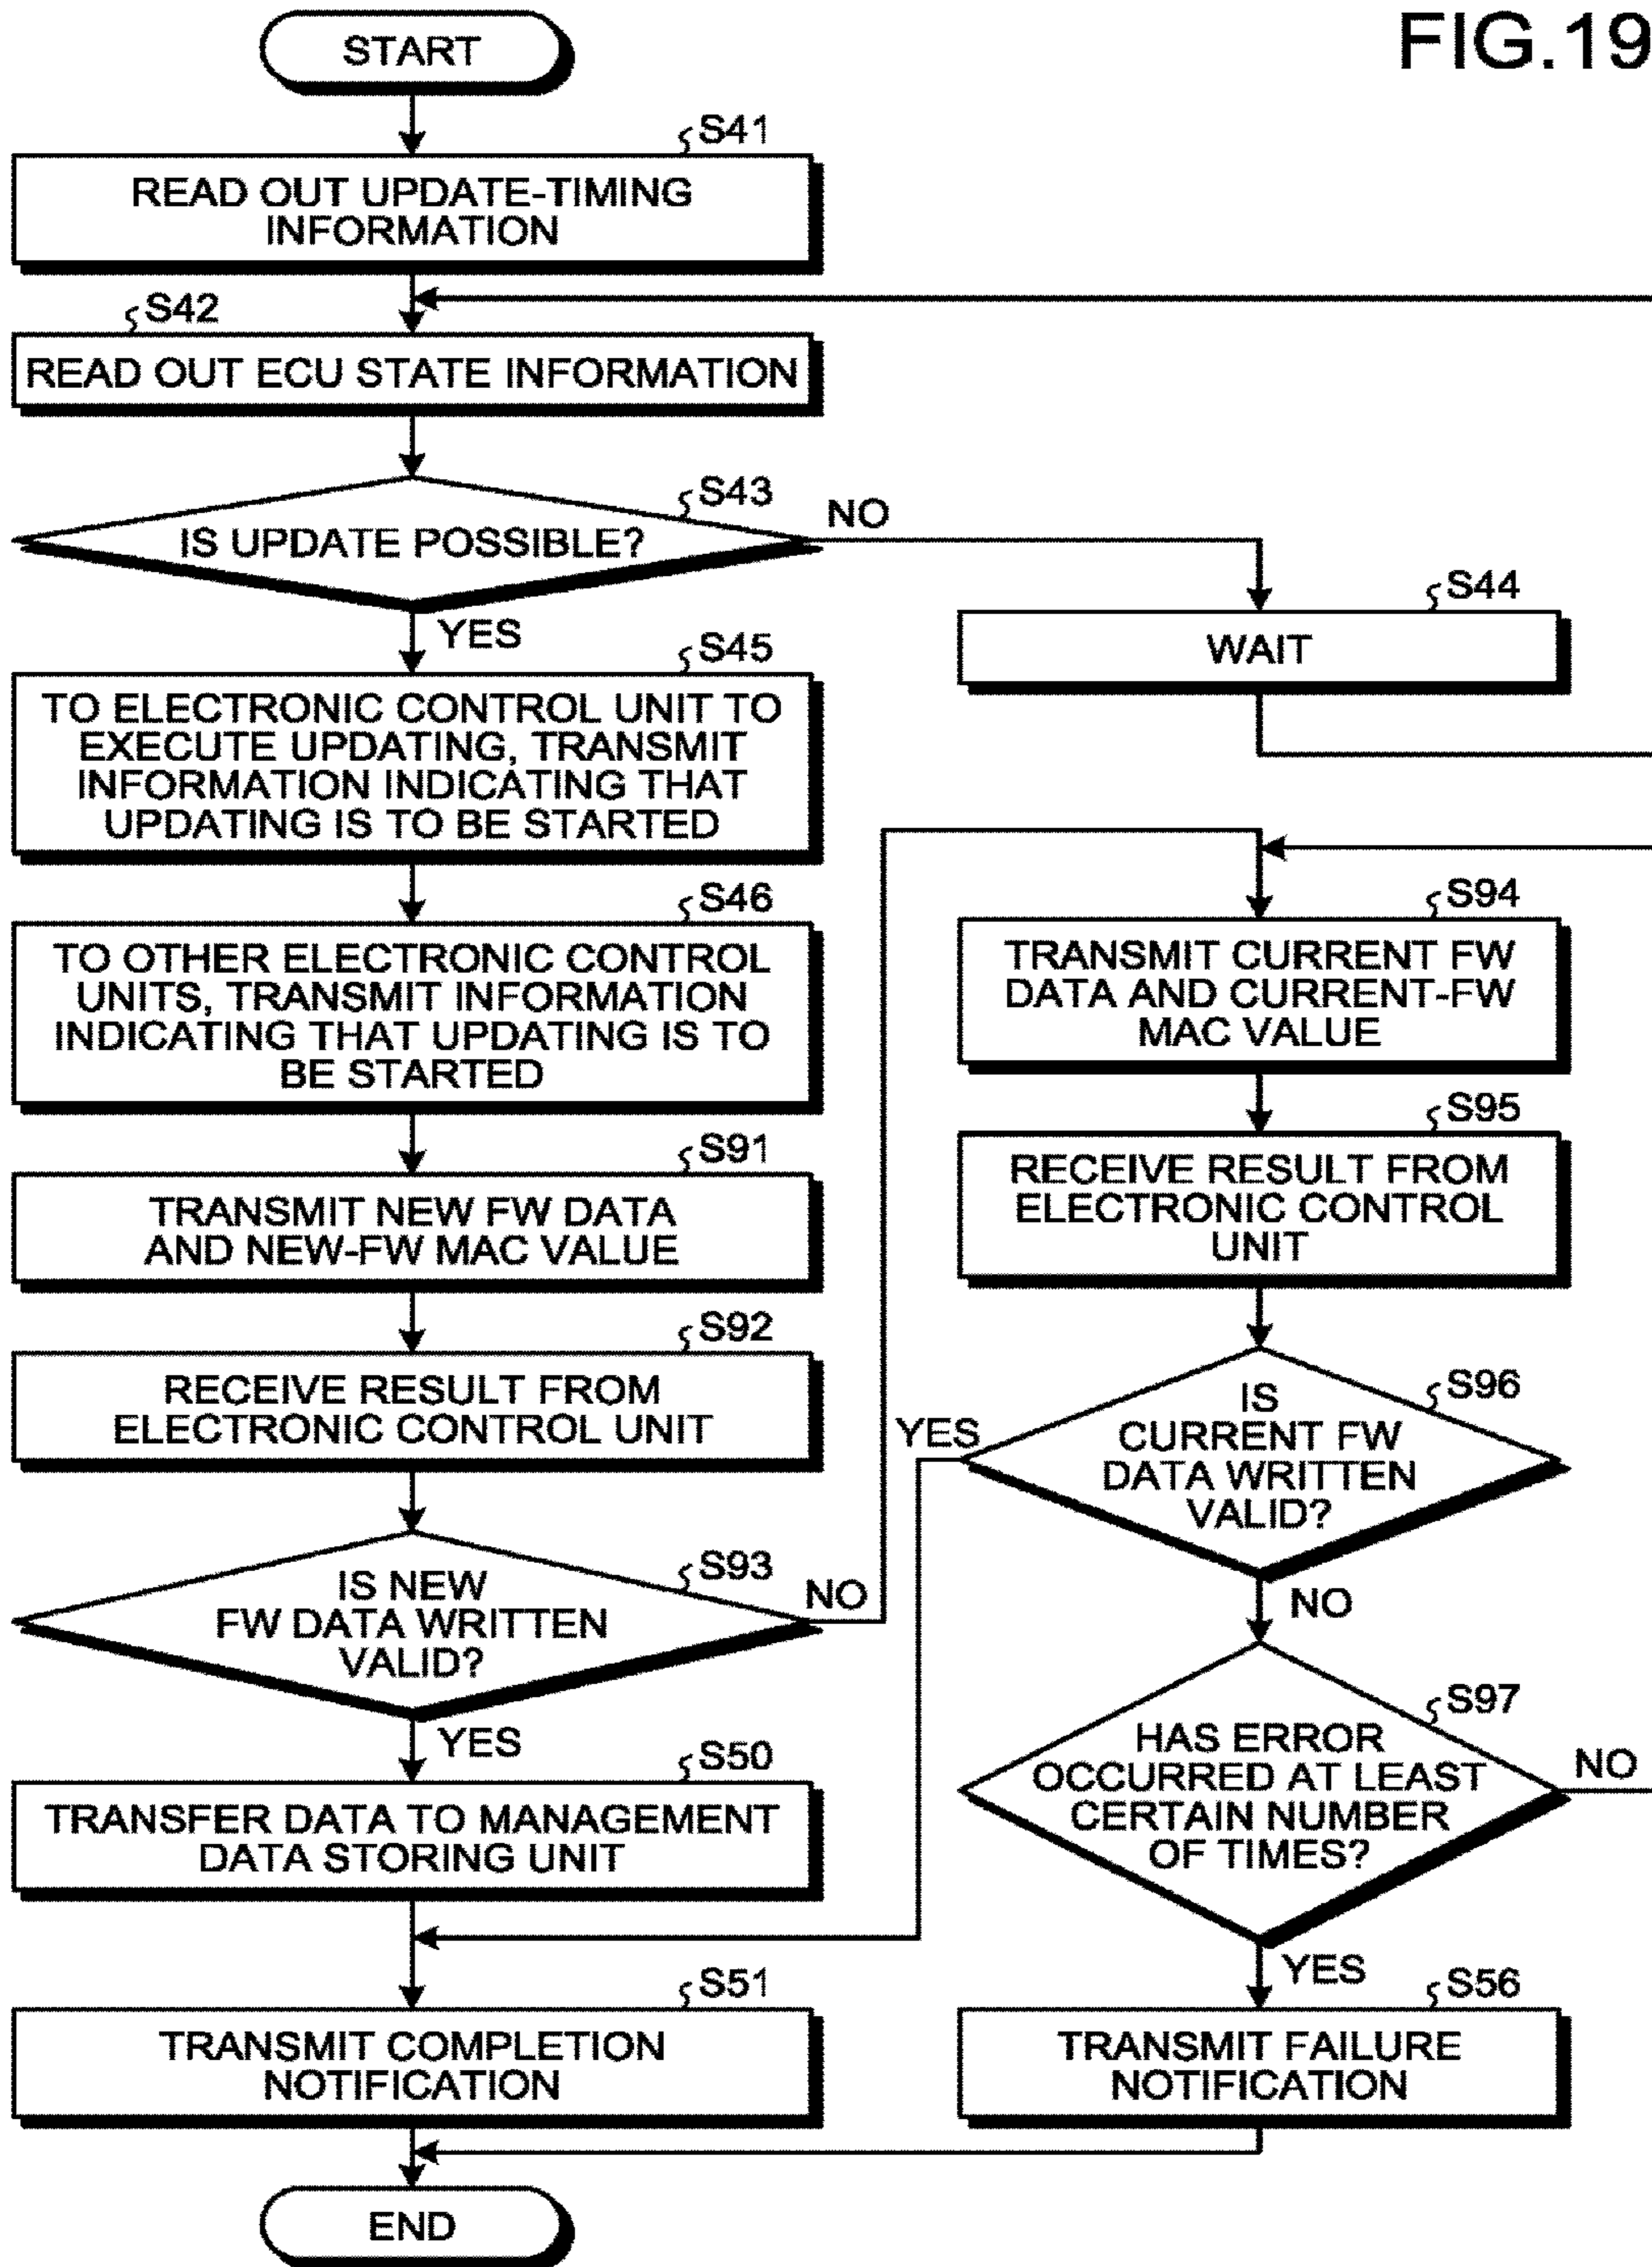 FIG.19
START
S41
READ OUT UPDATE-TIMING
INFORMATION
S42
READ OUT ECU STATE INFORMATION
S43
IS UPDATE POSSIBLE?
NO
YES
S44
WAIT
S45
TO ELECTRONIC CONTROL UNIT TO
EXECUTE UPDATING, TRANSMIT
INFORMATION INDICATING THAT
UPDATING IS TO BE STARTED
S46
TO OTHER ELECTRONIC CONTROL
UNITS, TRANSMIT INFORMATION
INDICATING THAT UPDATING IS TO
BE STARTED
S91
TRANSMIT NEW FW DATA
AND NEW-FW MAC VALUE
S92
RECEIVE RESULT FROM
ELECTRONIC CONTROL UNIT
S93
IS NEW
FW DATA WRITTEN
VALID?
NO
YES
S50
TRANSFER DATA TO MANAGEMENT
DATA STORING UNIT
S51
TRANSMIT COMPLETION
NOTIFICATION
S94
TRANSMIT CURRENT FW
DATA AND CURRENT-FW
MAC VALUE
S95
RECEIVE RESULT FROM
ELECTRONIC CONTROL
UNIT
S96
IS
CURRENT FW
DATA WRITTEN
VALID?
YES
NO
S97
HAS ERROR
OCCURRED AT LEAST
CERTAIN NUMBER
OF TIMES?
NO
YES
S56
TRANSMIT FAILURE
NOTIFICATION
END